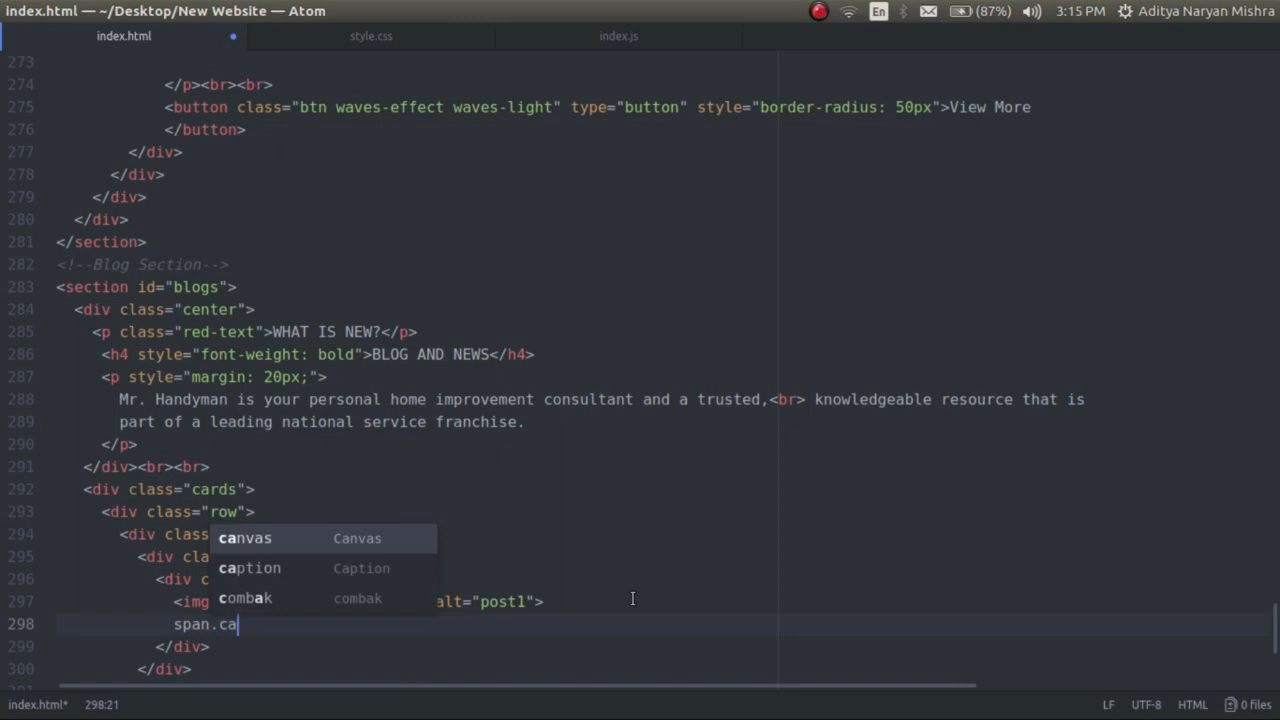 index.html — ~/Desktop/New Website — Atom En (87%) 3:15 PM Aditya Naryan Mishra
index.html style.css index.js
273
274 </p><br><br>
275 <button class="btn waves-effect waves-light" type="button" style="border-radius: 50px">View More
276 </button>
277 </div>
278 </div>
279 </div>
280 </div>
281 </section>
282 <!--Blog Section-->
283 <section id="blogs">
284 <div class="center">
285 <p class="red-text">WHAT IS NEW?</p>
286 <h4 style="font-weight: bold">BLOG AND NEWS</h4>
287 <p style="margin: 20px;">
288 Mr. Handyman is your personal home improvement consultant and a trusted,<br> knowledgeable resource that is
289 part of a leading national service franchise.
290 </p>
291 </div><br><br>
292 <div class="cards">
293 <div class="row">
294 <div class
canvas Canvas
295 <div cla
caption Caption
296 <div c
combak combak
297 <img alt="post1">
298 span.ca
299 </div>
300 </div>
index.html* 298:21 LF UTF-8 HTML 0 files